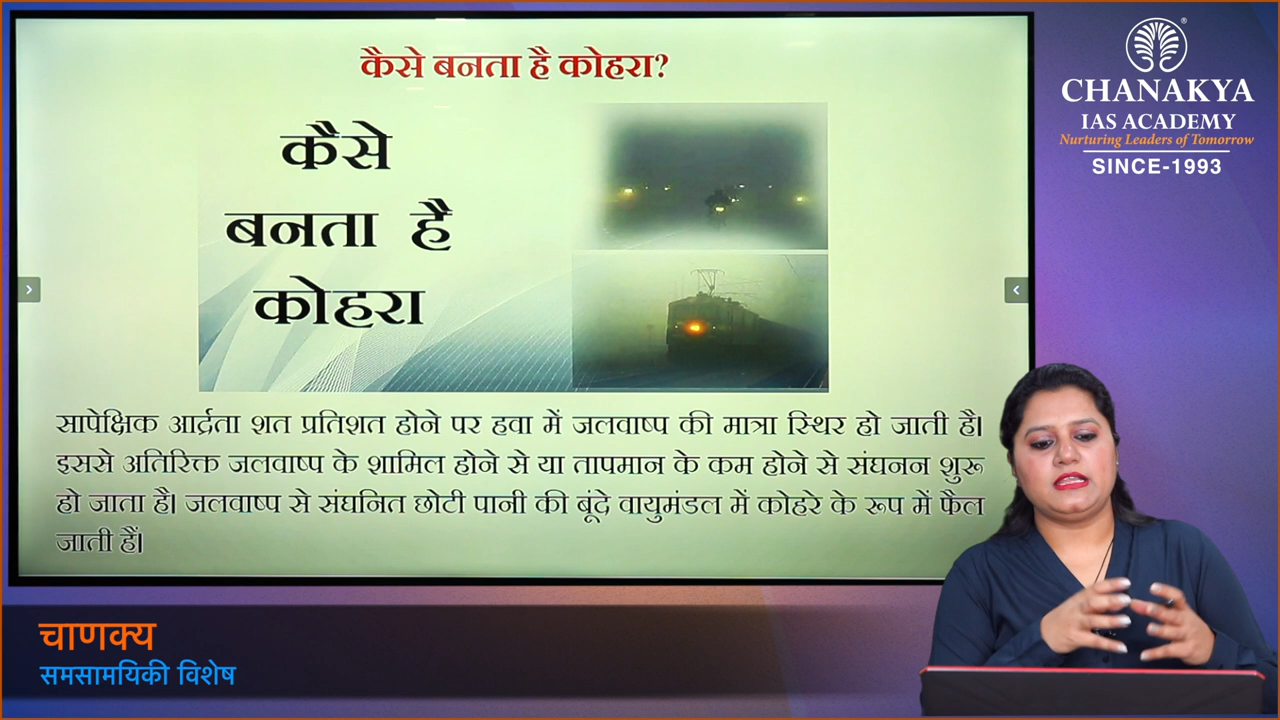 कैसे बनता है कोहरा?
कैसे
बनता है
कोहरा
सापेक्षिक आर्द्रता शत प्रतिशत होने पर हवा में जलवाष्प की मात्रा स्थिर हो जाती है।
इससे अतिरिक्त जलवाष्प के शामिल होने से या तापमान के कम होने से संघनन शुरू
हो जाता है। जलवाष्प से संघनित छोटी पानी की बूंदे वायुमंडल में कोहरे के रूप में फैल
जाती हैं।
®
CHANAKYA
IAS ACADEMY
Nurturing Leaders of Tomorrow
SINCE-1993
चाणक्य
समसामयिकी विशेष